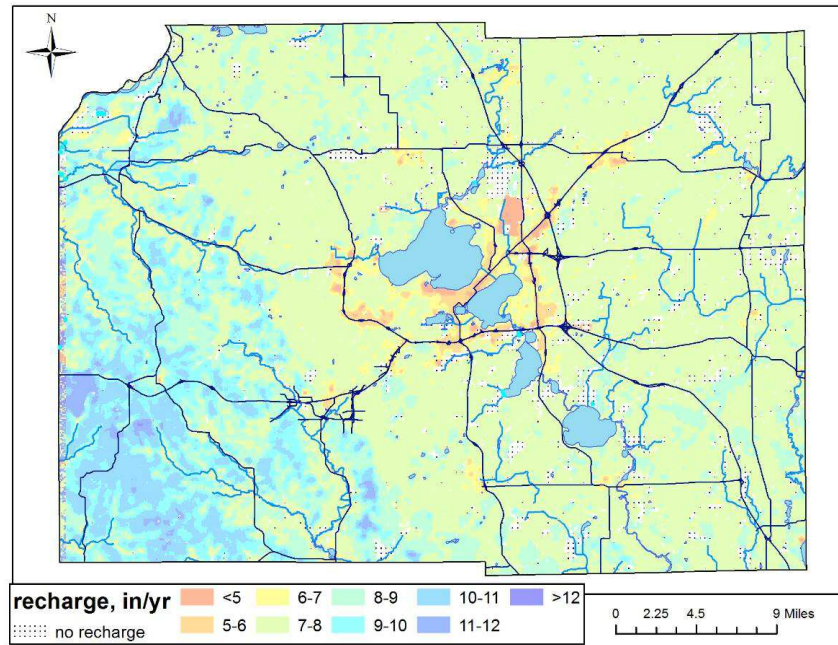 N
recharge, in/yr
<5 6-7 8-9 10-11 >12
no recharge 5-6 7-8 9-10 11-12
0 2.25 4.5 9 Miles